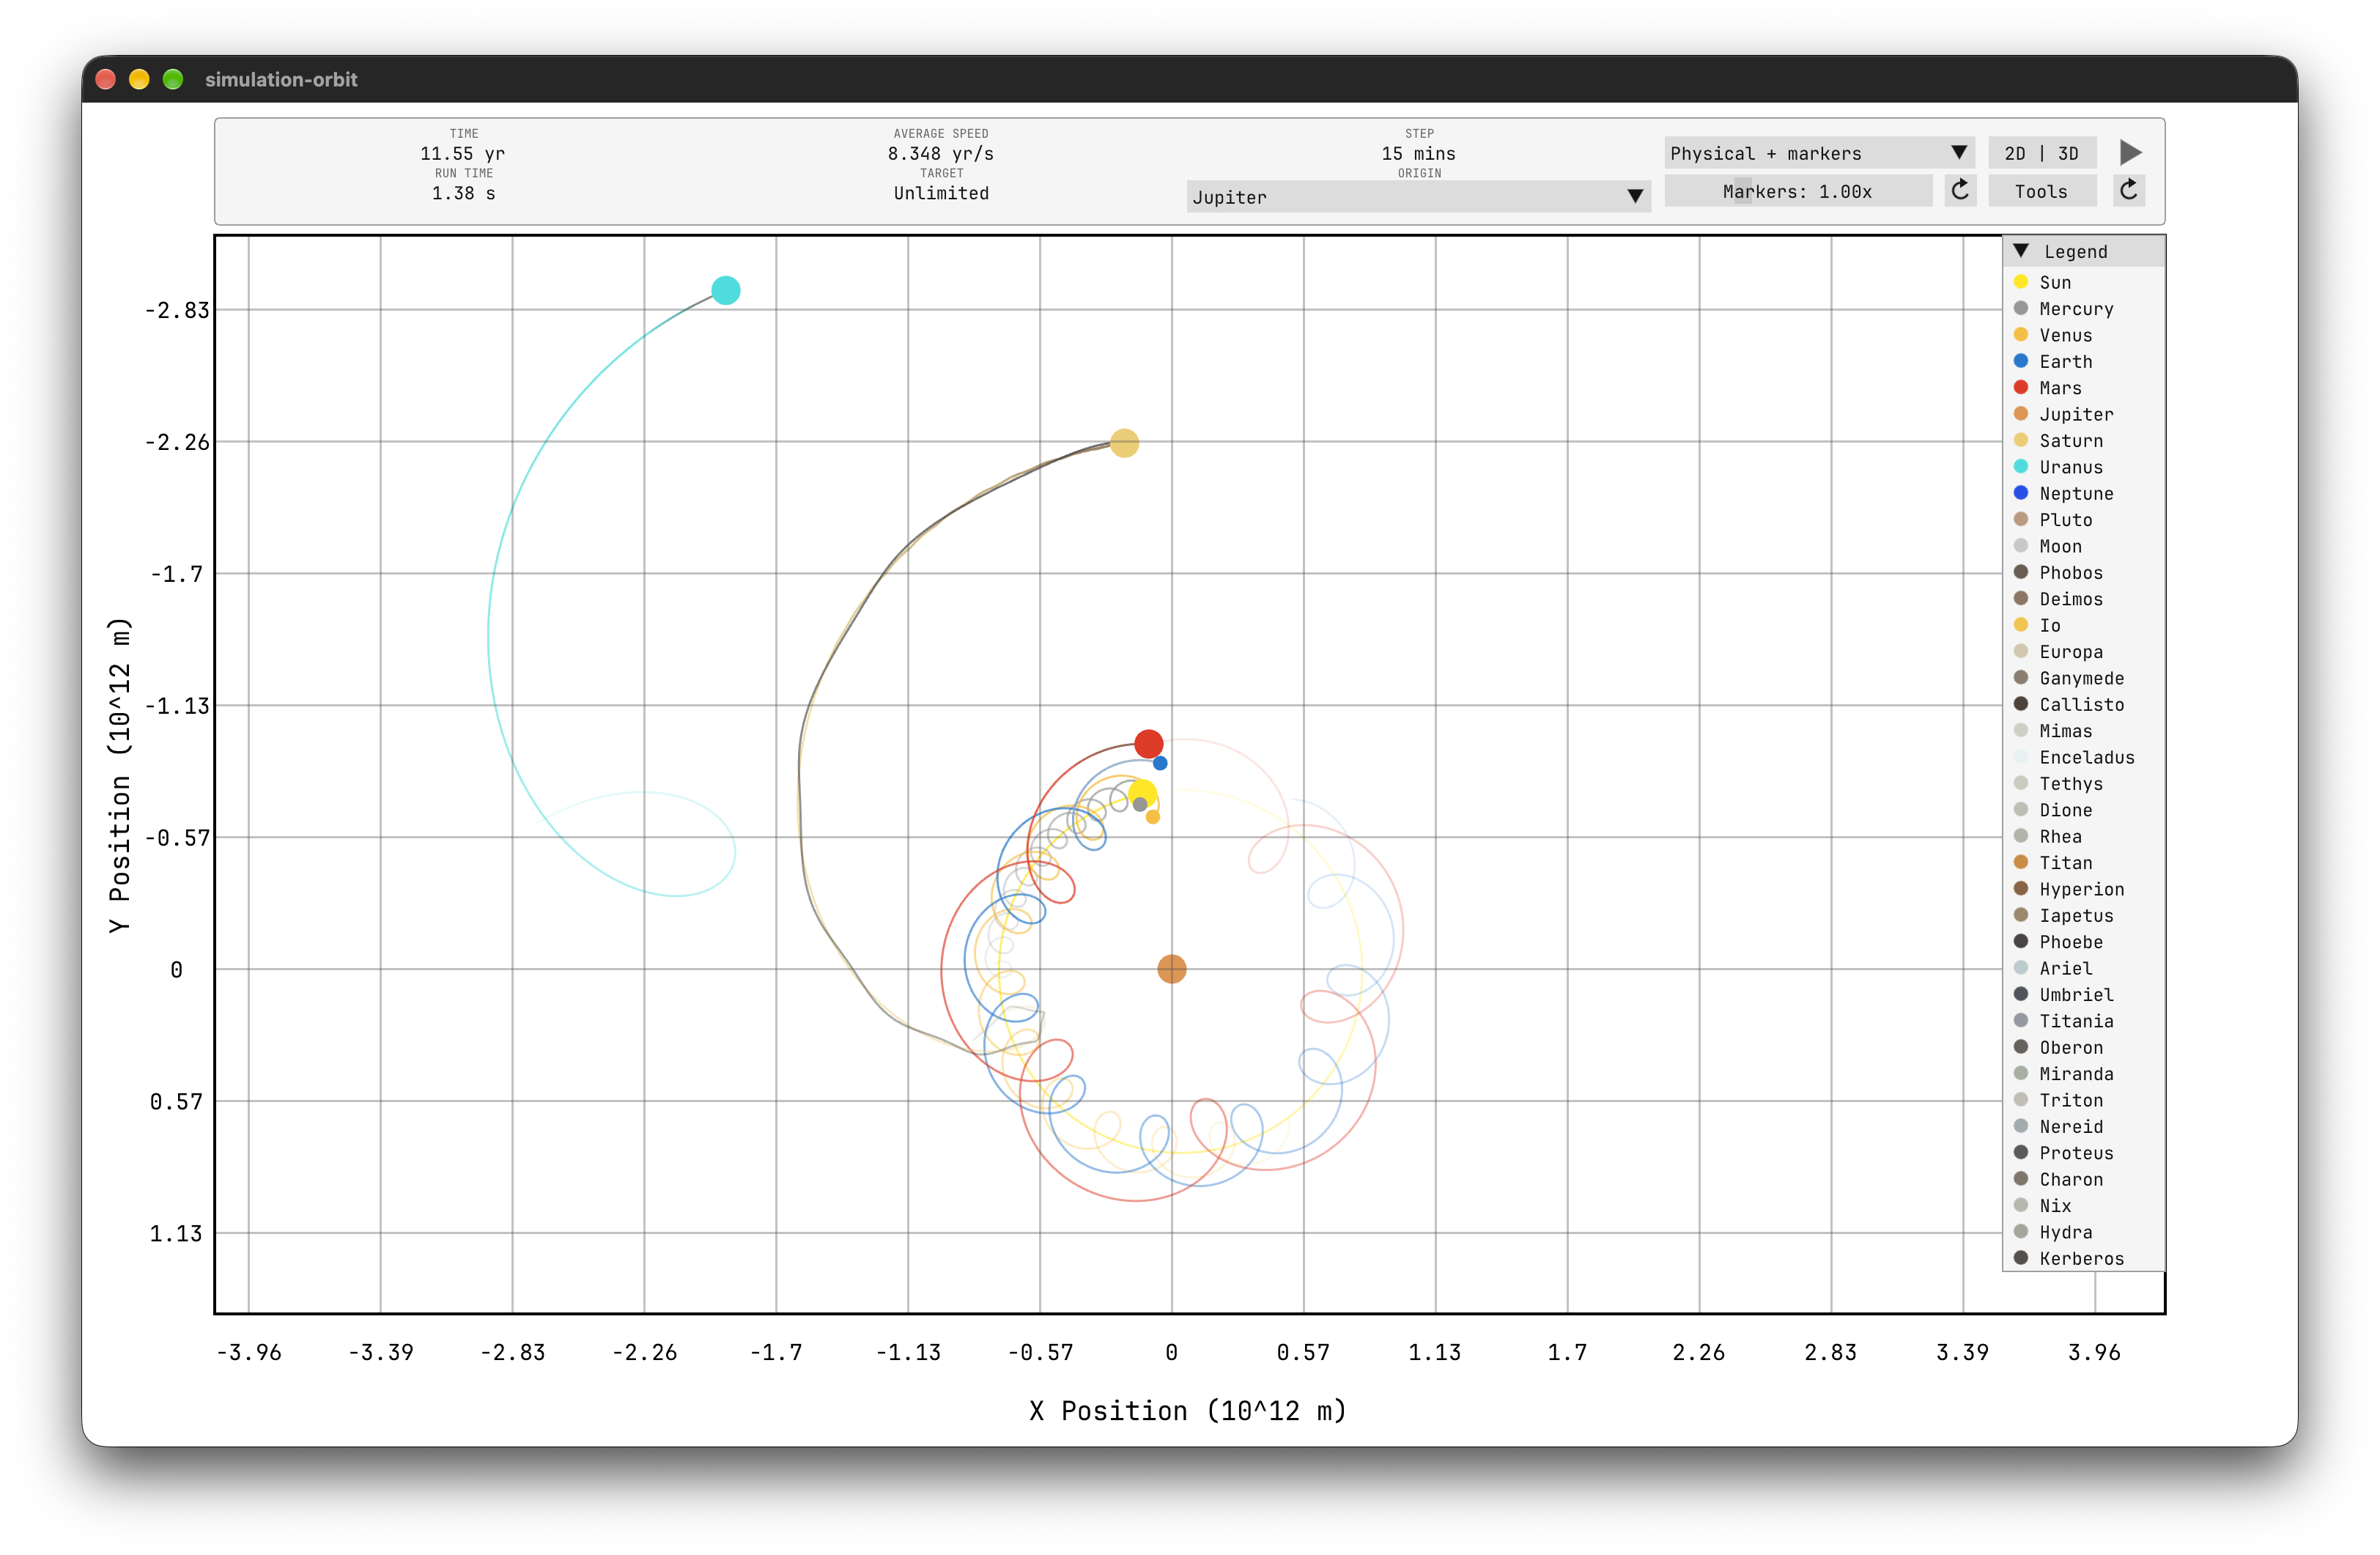 simulation-orbit
TIME
11.55 yr
RUN TIME
1.38 s
AVERAGE SPEED
8.348 yr/s
TARGET
Unlimited
STEP
15 mins
ORIGIN
Jupiter
Physical + markers
2D | 3D
Markers: 1.00x
Tools
Legend
Sun
Mercury
Venus
Earth
Mars
Jupiter
Saturn
Uranus
Neptune
Pluto
Moon
Phobos
Deimos
Io
Europa
Ganymede
Callisto
Mimas
Enceladus
Tethys
Dione
Rhea
Titan
Hyperion
Iapetus
Phoebe
Ariel
Umbriel
Titania
Oberon
Miranda
Triton
Nereid
Proteus
Charon
Nix
Hydra
Kerberos
Y Position (10^12 m)
-2.83
-2.26
-1.7
-1.13
-0.57
0
0.57
1.13
-3.96 -3.39 -2.83 -2.26 -1.7 -1.13 -0.57 0 0.57 1.13 1.7 2.26 2.83 3.39 3.96
X Position (10^12 m)